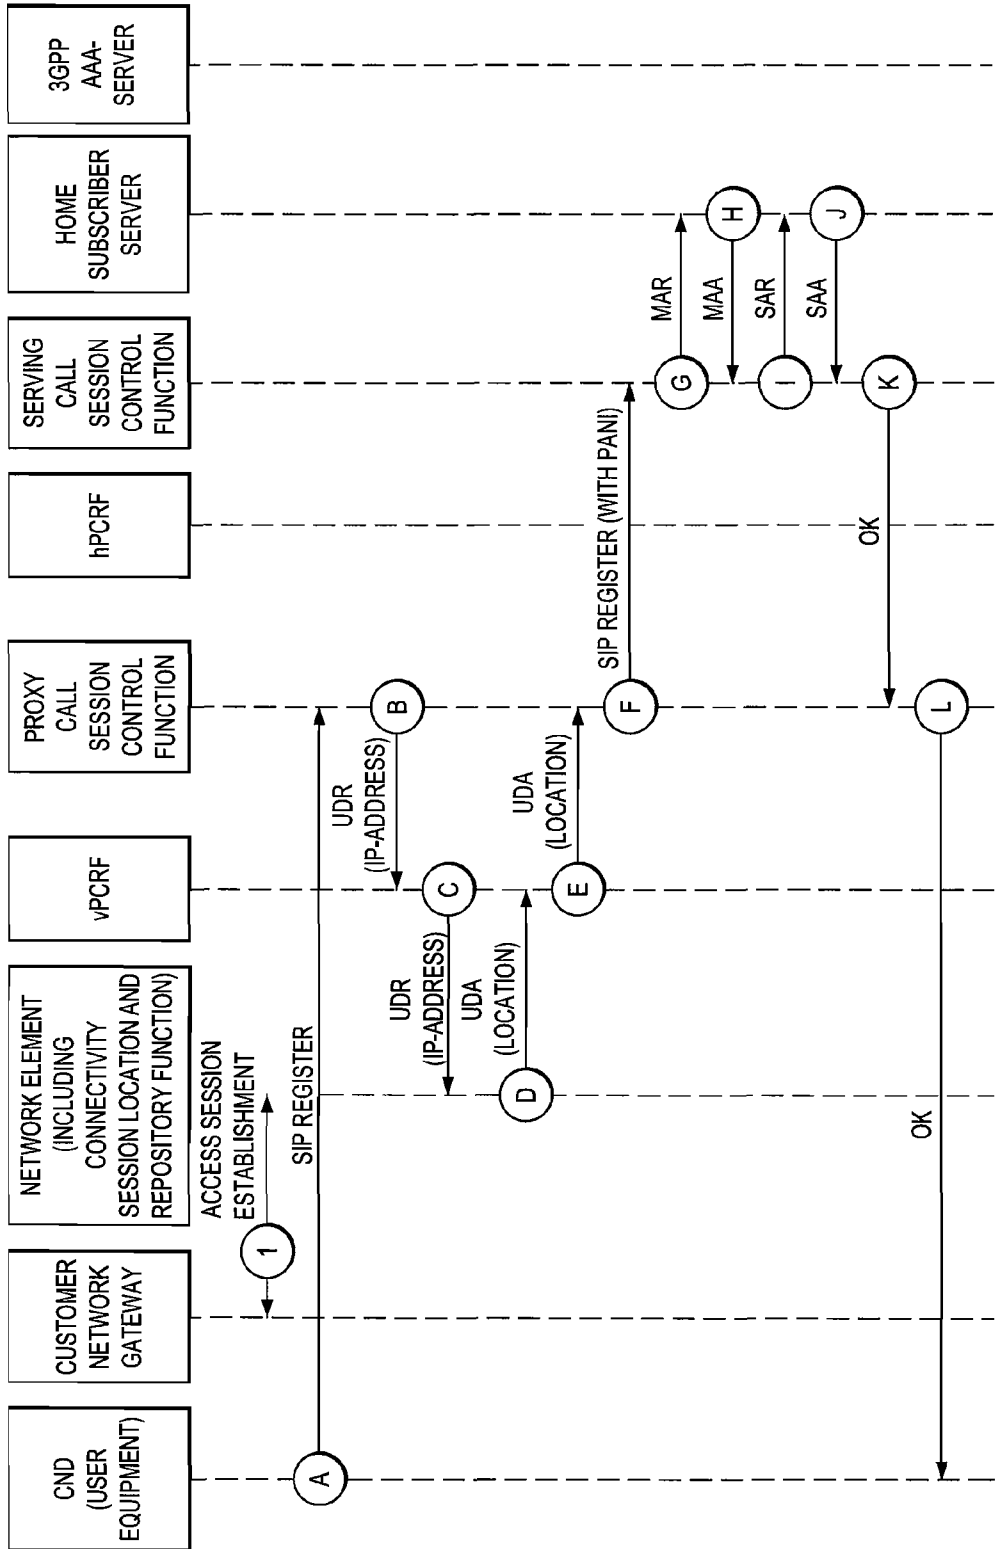 CND
(USER
EQUIPMENT)
CUSTOMER
NETWORK
GATEWAY
NETWORK ELEMENT
(INCLUDING
CONNECTIVITY
SESSION LOCATION AND
REPOSITORY FUNCTION)
vPCRF
PROXY
CALL
SESSION
CONTROL
FUNCTION
hPCRF
SERVING
CALL
SESSION
CONTROL
FUNCTION
HOME
SUBSCRIBER
SERVER
3GPP
AAA-
SERVER
ACCESS SESSION
ESTABLISHMENT
1
SIP REGISTER
A
UDR
(IP-ADDRESS)
B
UDR
(IP-ADDRESS)
C
UDA
(LOCATION)
D
UDA
(LOCATION)
E
SIP REGISTER (WITH PANI)
F
MAR
G
MAA
H
SAR
I
SAA
J
OK
K
OK
L